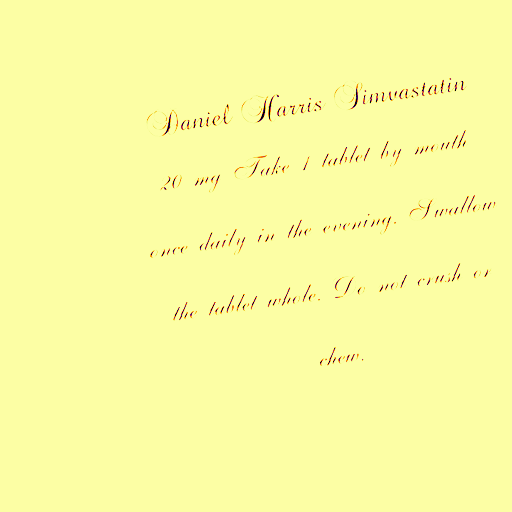 Daniel Harris Simvastatin
20 mg Take 1 tablet by mouth
once daily in the evening. Swallow
the tablet whole. Do not crush or
chew.